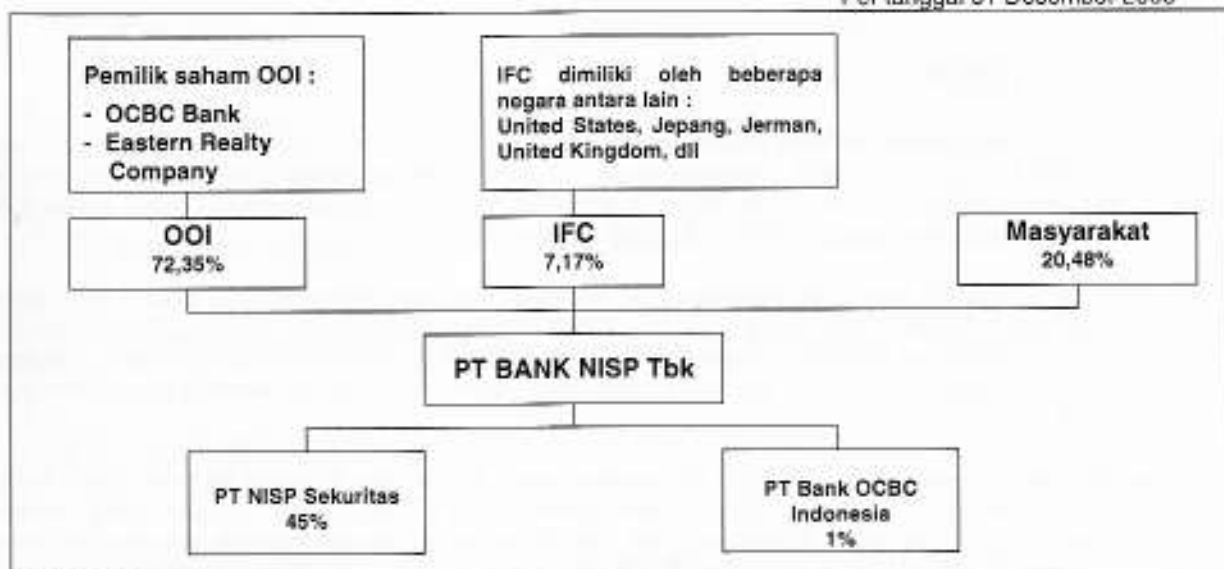 Pemilik saham OOI :
- OCBC Bank
- Eastern Realty
Company
IFC dimiliki oleh beberapa
negara antara lain :
United States, Jepang, Jerman,
United Kingdom, dll
OOI
72,35%
IFC
7,17%
Masyarakat
20,48%
PT BANK NISP Tbk
PT NISP Sekuritas
45%
PT Bank OCBC
Indonesia
1%